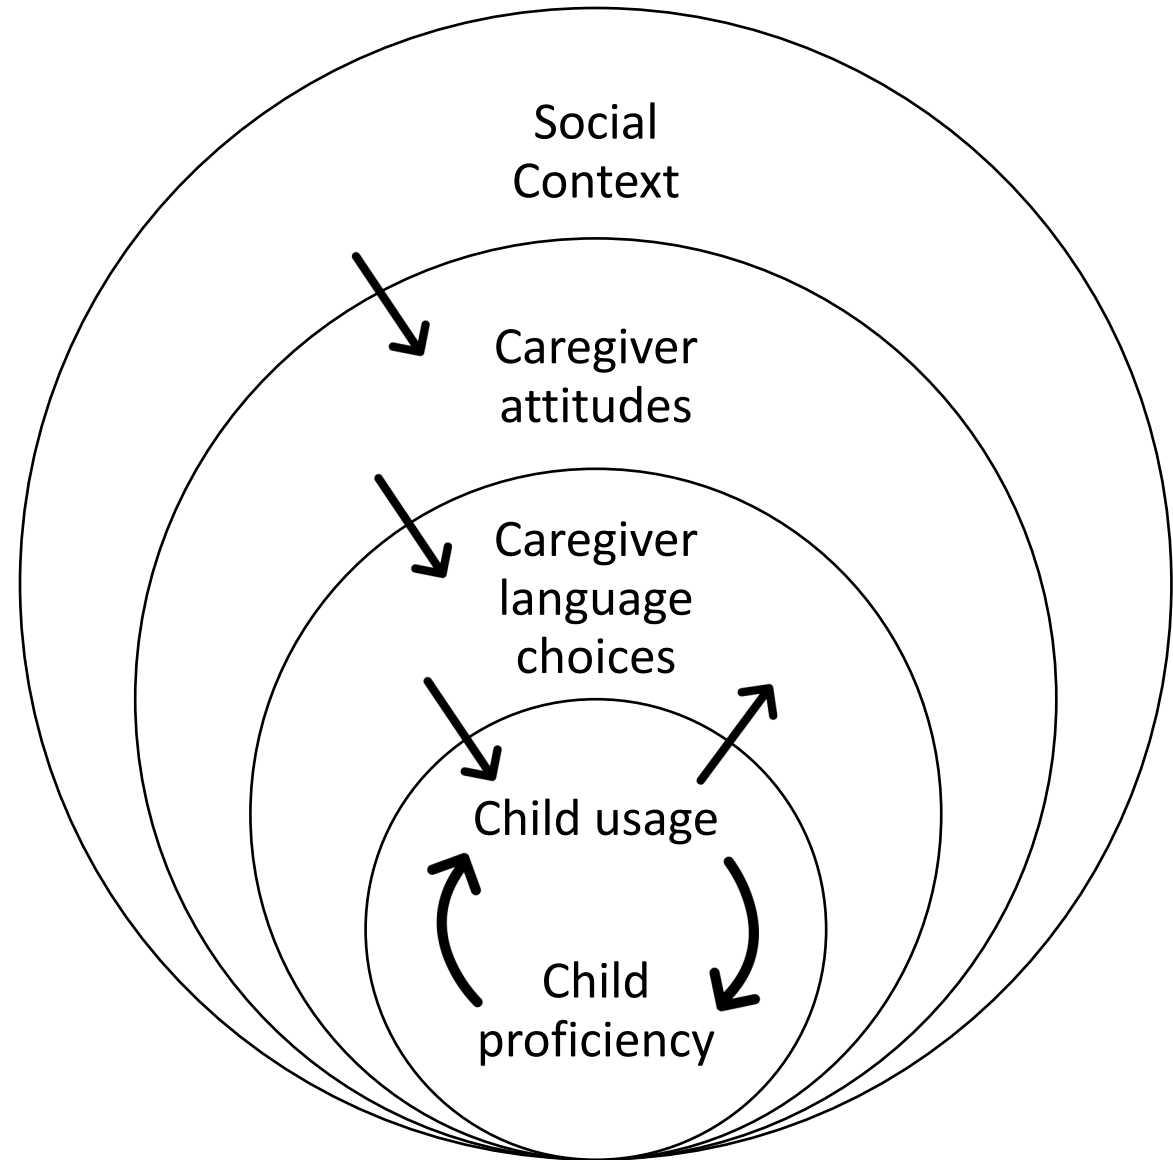 Social
Context
Caregiver
attitudes
Caregiver
language
choices
Child usage
Child
proficiency